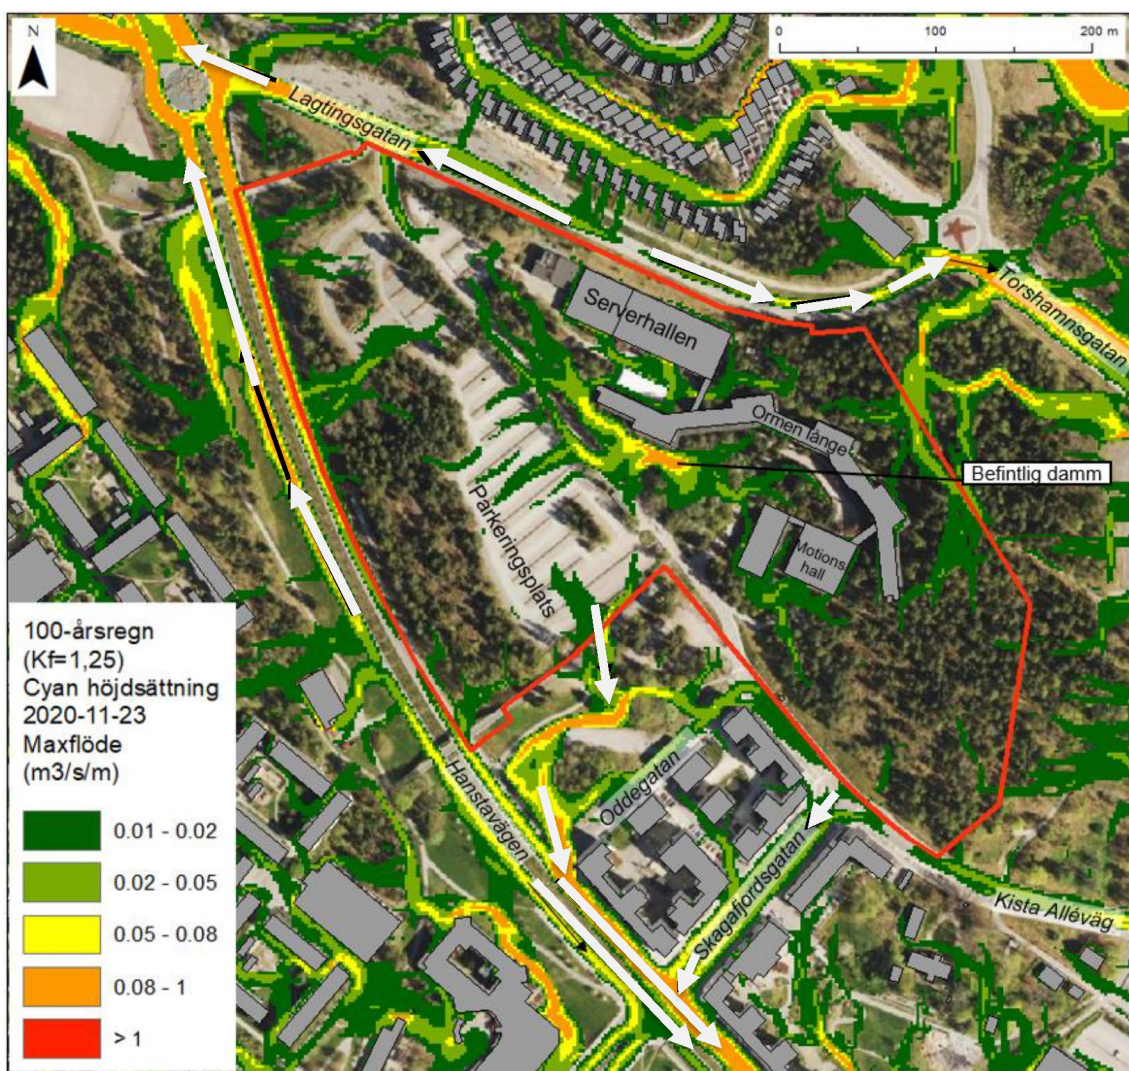 N
0 100 200 m
Lagtingsgatan
Torshamnsgatan
Serverhallen
Ormen länge
Befintlig damm
Parkeringsplats
Motions
hall
Hanstavägen
Oddegatan
Skagafjordsgatan
Kista Alléväg
100-årsregn
(Kf=1,25)
Cyan höjdsättning
2020-11-23
Maxflöde
(m3/s/m)
0.01 - 0.02
0.02 - 0.05
0.05 - 0.08
0.08 - 1
> 1